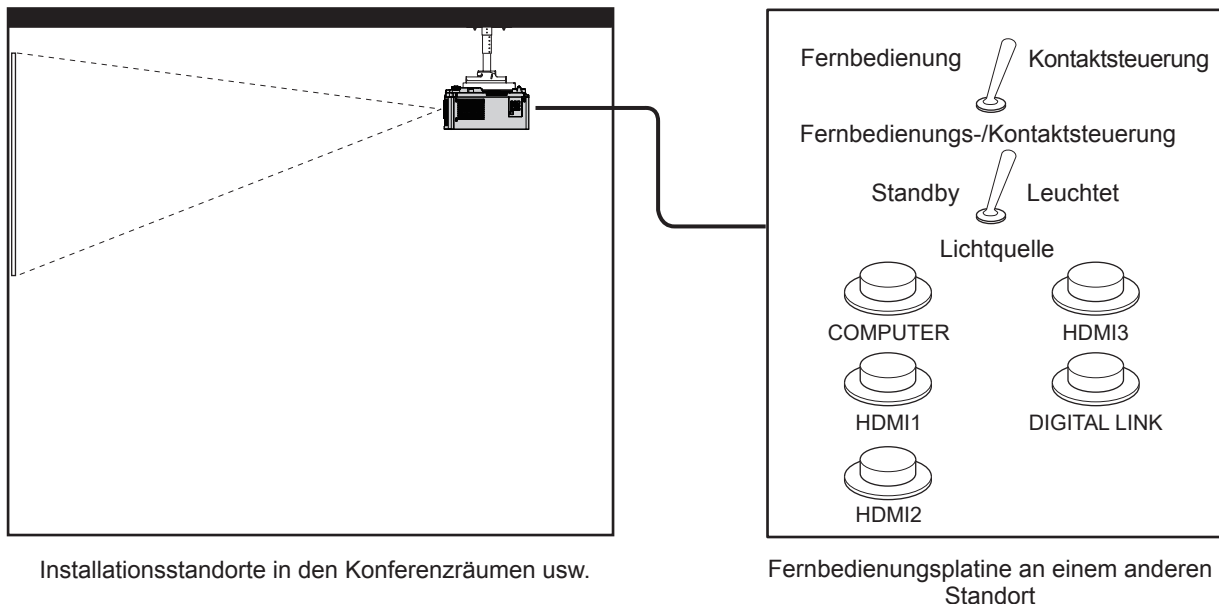 Fernbedienung Kontaktsteuerung
Fernbedienungs-/Kontaktsteuerung
Standby Leuchtet
Lichtquelle
COMPUTER HDMI3
HDMI1 DIGITAL LINK
HDMI2
Installationsstandorte in den Konferenzräumen usw.
Fernbedienungsplatine an einem anderen
Standort